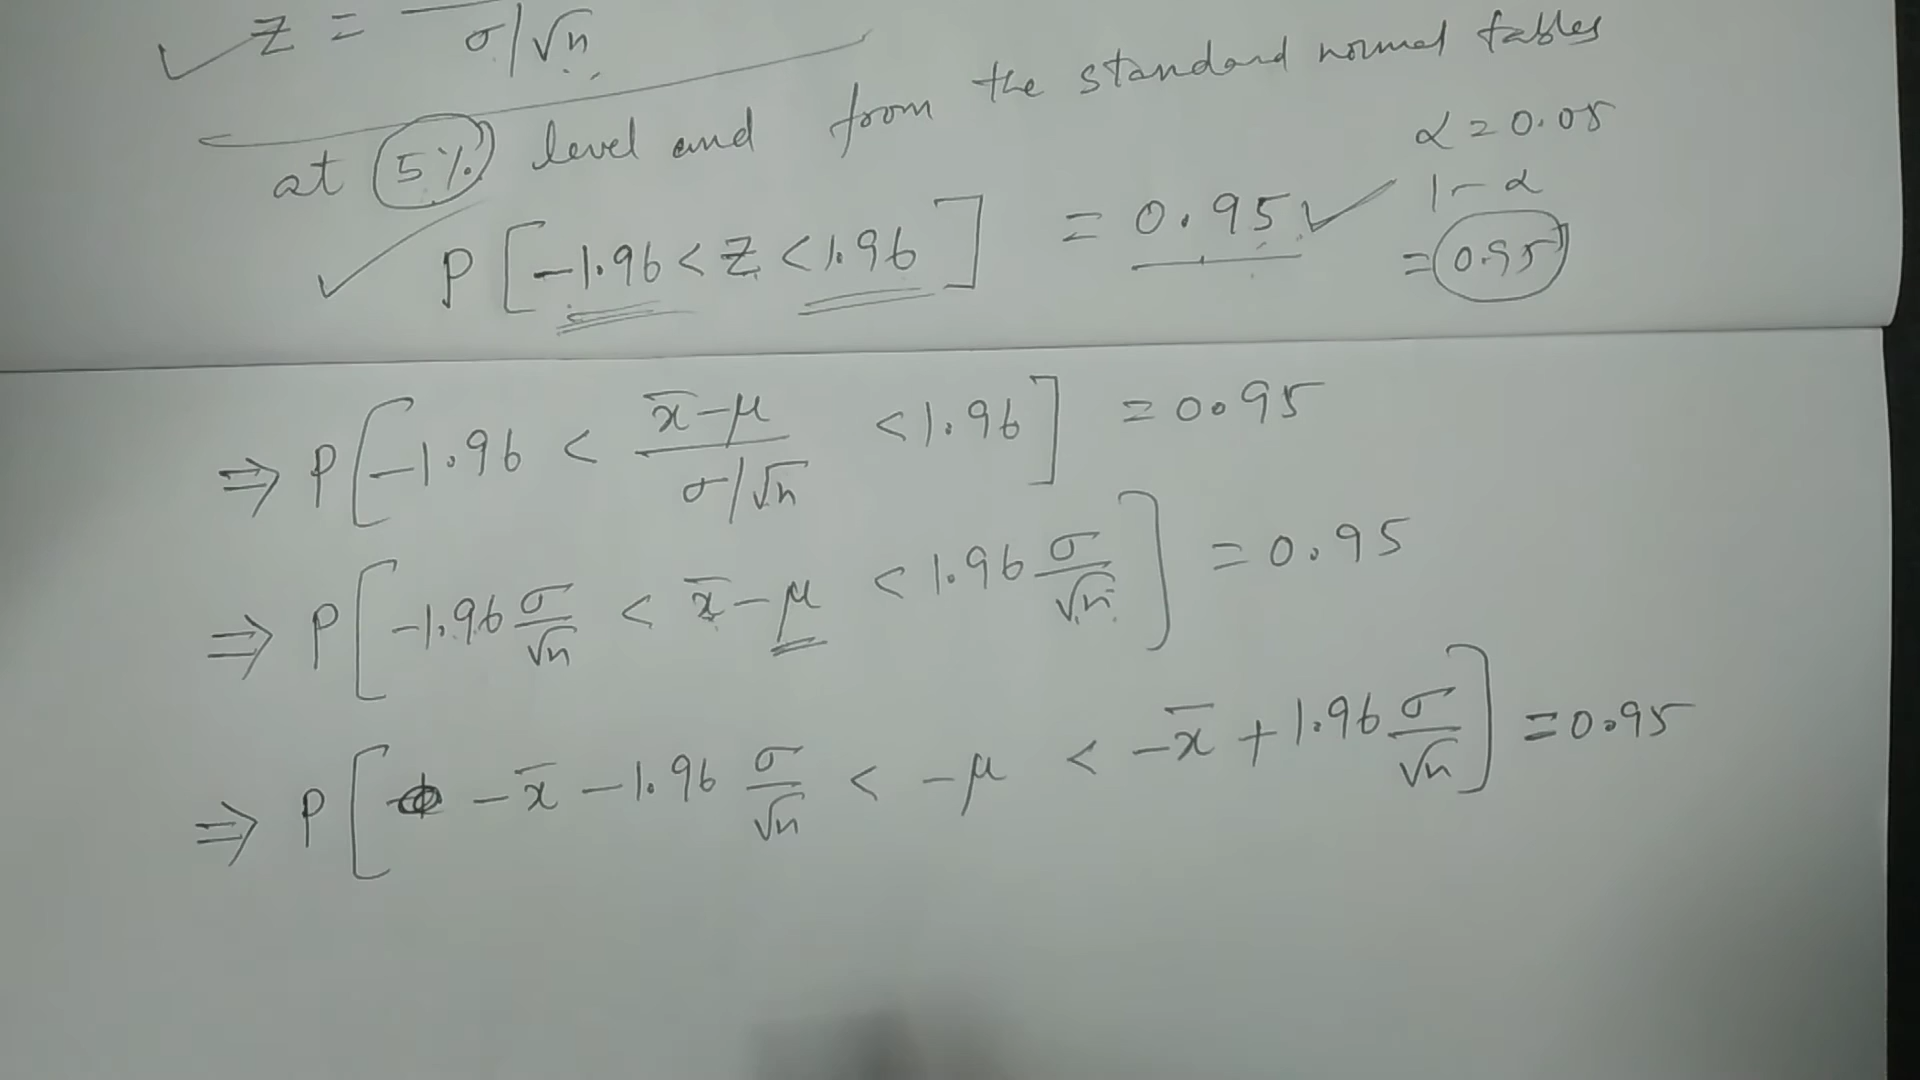 z = ―― σ/√n
at 5% level and from the standard normal tables
α = 0.05
P[-1.96 < z < 1.96] = 0.95
1 - α
= 0.95
⇒ P[-1.96 < (x̄-μ)/(σ/√n) < 1.96] = 0.95
⇒ P[-1.96 σ/√n < x̄-μ < 1.96 σ/√n] = 0.95
⇒ P[-x̄ - 1.96 σ/√n < -μ < -x̄ + 1.96 σ/√n] = 0.95